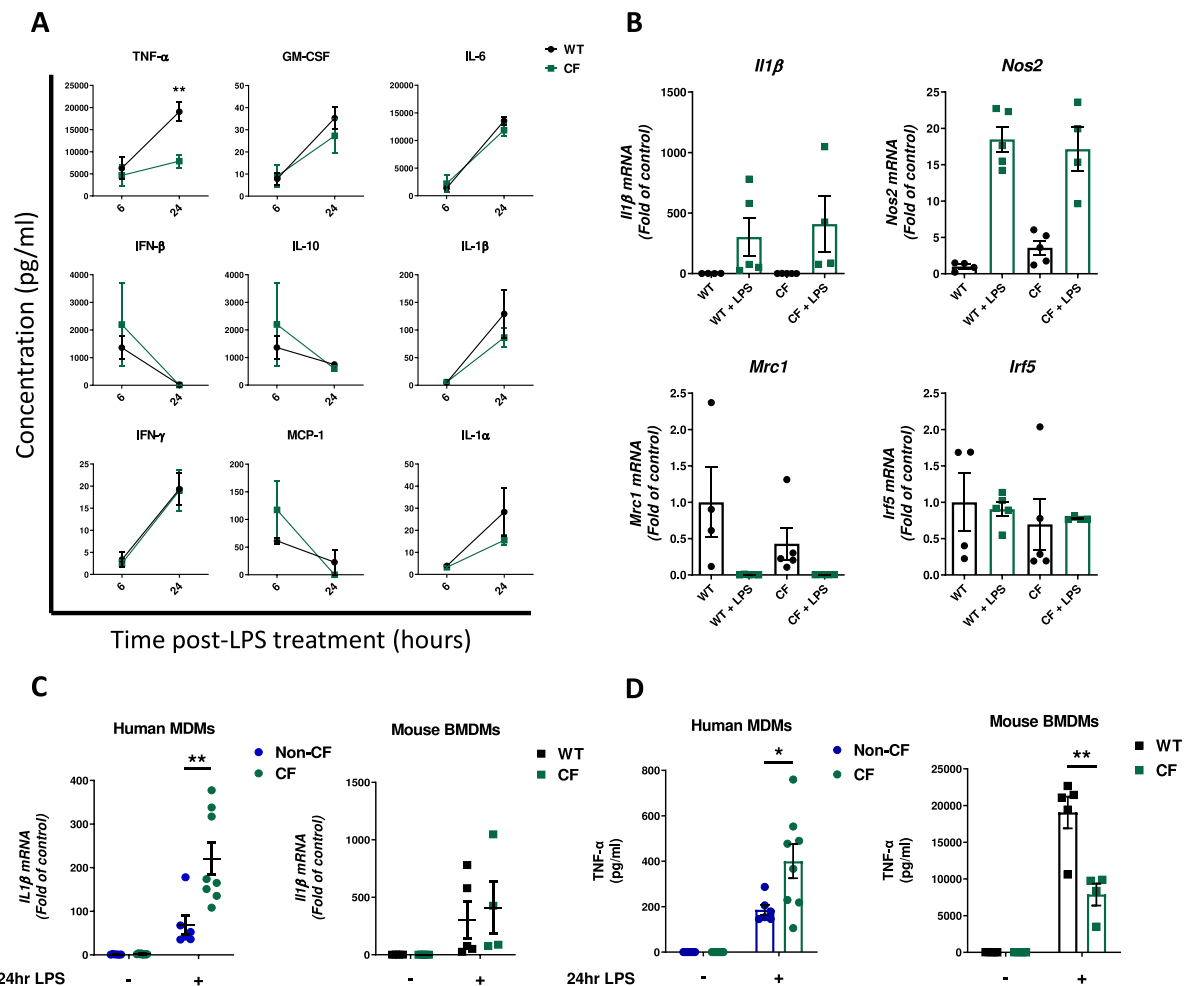 A
WT
CF
TNF-α
GM-CSF
IL-6
25000
20000
15000
10000
5000
0
**
6
24
50
40
30
20
10
0
6
24
20000
15000
10000
5000
0
6
24
IFN-β
IL-10
IL-1β
4000
3000
2000
1000
0
6
24
4000
3000
2000
1000
0
6
24
200
150
100
50
0
6
24
IFN-γ
MCP-1
IL-1α
25
20
15
10
5
0
6
24
200
150
100
50
0
6
24
50
40
30
20
10
0
6
24
Concentration (pg/ml)
Time post-LPS treatment (hours)
B
Il1β
Il1β mRNA
(Fold of control)
1500
1000
500
0
WT
WT + LPS
CF
CF + LPS
Nos2
Nos2 mRNA
(Fold of control)
25
20
15
10
5
0
WT
WT + LPS
CF
CF + LPS
Mrc1
Mrc1 mRNA
(Fold of control)
2.5
2.0
1.5
1.0
0.5
0.0
WT
WT + LPS
CF
CF + LPS
Irf5
Irf5 mRNA
(Fold of control)
2.5
2.0
1.5
1.0
0.5
0.0
WT
WT + LPS
CF
CF + LPS
C
Human MDMs
Non-CF
CF
**
IL1β mRNA
(Fold of control)
400
300
200
100
0
24hr LPS - +
Mouse BMDMs
WT
CF
Il1β mRNA
(Fold of control)
1500
1000
500
0
- +
D
Human MDMs
Non-CF
CF
*
TNF-α
(pg/ml)
800
600
400
200
0
24hr LPS - +
Mouse BMDMs
WT
CF
**
TNF-α
(pg/ml)
25000
20000
15000
10000
5000
0
- +